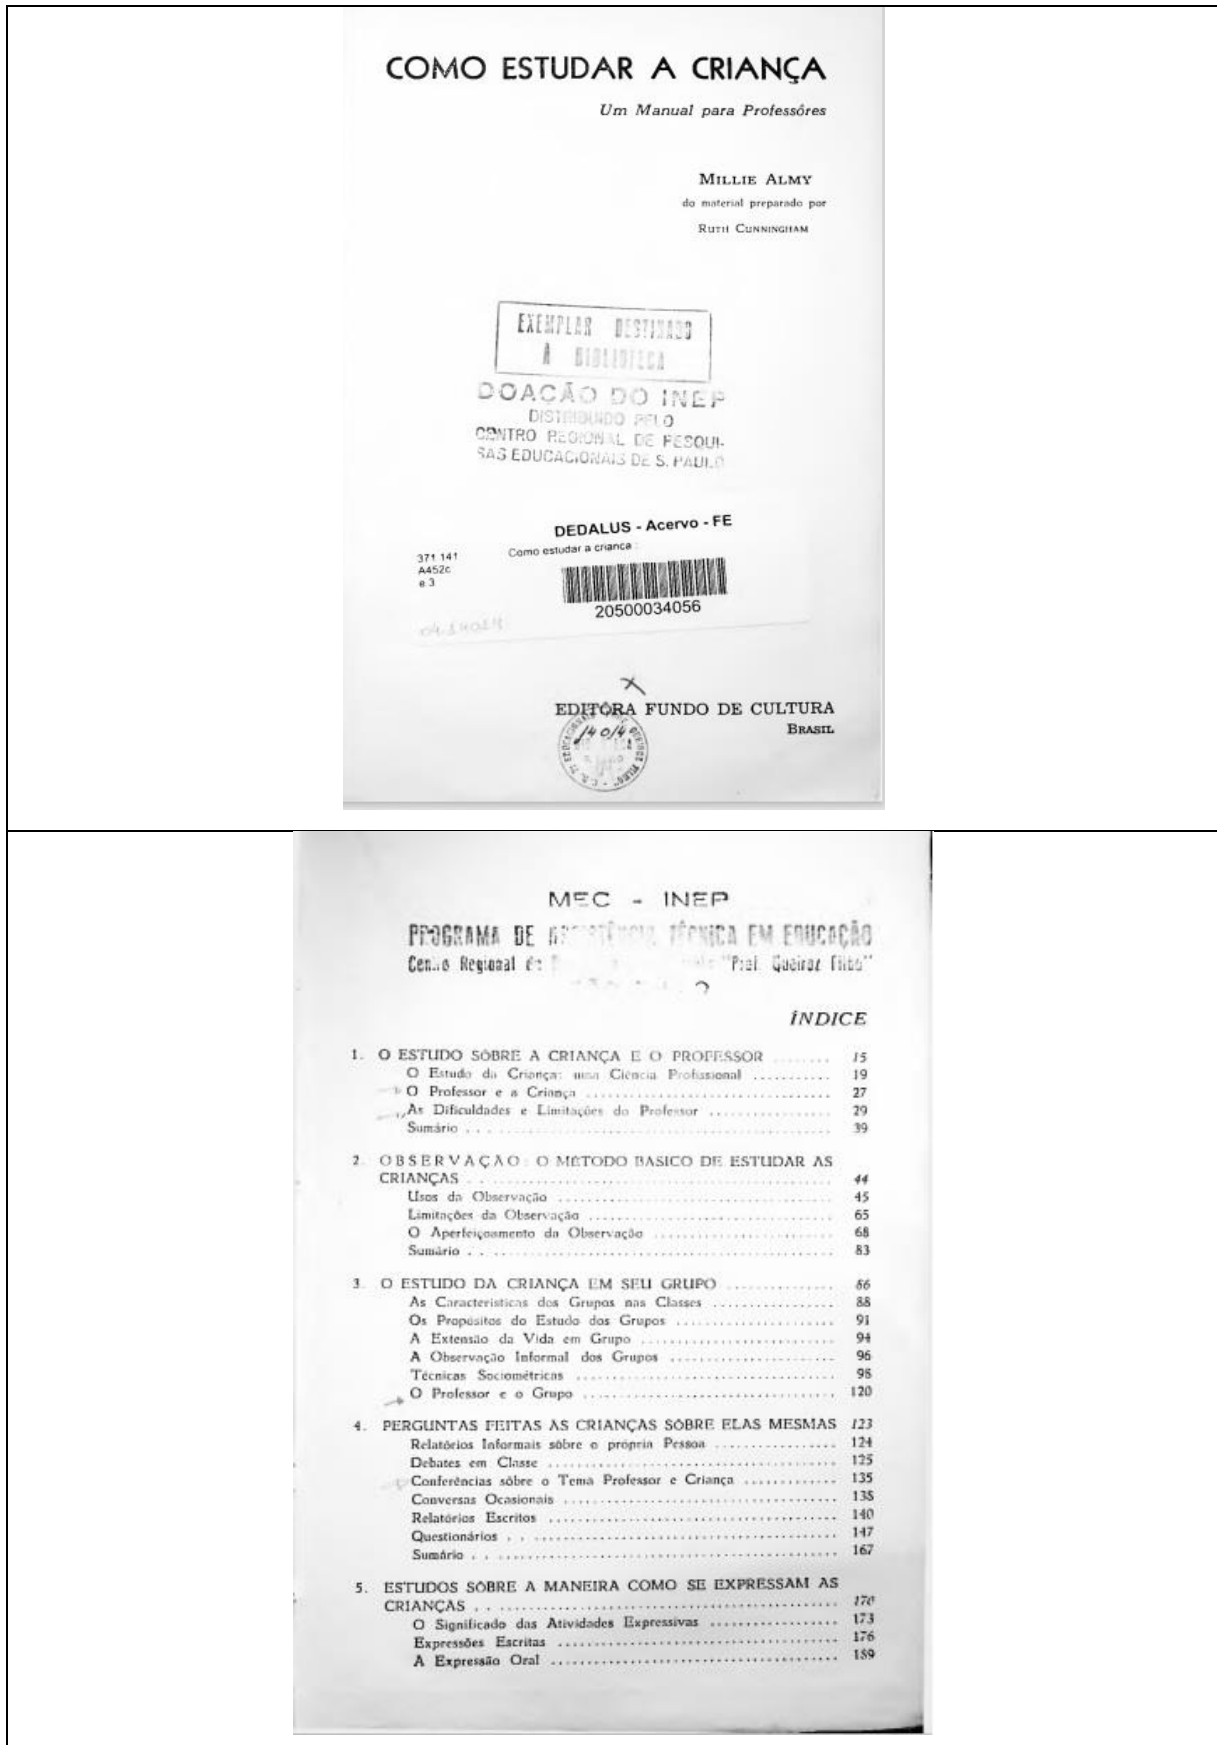 COMO ESTUDAR A CRIANÇA
Um Manual para Professôres
MILLIE ALMY
do material preparado por
RUTH CUNNINGHAM
EXEMPLAR DESTINADO
À BIBLIOTECA
DOAÇÃO DO INEP
DISTRIBUIDO PELO
CENTRO REGIONAL DE PESQUI-
SAS EDUCACIONAIS DE S. PAULO
DEDALUS - Acervo - FE
Como estudar a crianca :
371 141
A452c
e 3
20500034056
EDITÔRA FUNDO DE CULTURA
BRASIL
MEC - INEP
PROGRAMA DE ASSISTÊNCIA TÉCNICA EM EDUCAÇÃO
Centro Regional de "Prof. Queiroz Filho"
ÍNDICE
1. O ESTUDO SÔBRE A CRIANÇA E O PROFESSOR ........ 15
O Estudo da Criança: uma Ciência Profissional ........... 19
O Professor e a Criança ................................. 27
As Dificuldades e Limitações do Professor ................. 29
Sumário . . ........................................ 39
2. OBSERVAÇÃO: O MÉTODO BÁSICO DE ESTUDAR AS
CRIANÇAS . . ........................................ 44
Usos da Observação ..................................... 45
Limitações da Observação ................................. 65
O Aperfeiçoamento da Observação ........................ 68
Sumário . . ........................................ 83
3. O ESTUDO DA CRIANÇA EM SEU GRUPO .............. 86
As Características dos Grupos nas Classes ................. 88
Os Propósitos do Estudo dos Grupos ...................... 91
A Extensão da Vida em Grupo .......................... 94
A Observação Informal dos Grupos ...................... 96
Técnicas Sociométricas .................................. 98
O Professor e o Grupo .................................. 120
4. PERGUNTAS FEITAS ÀS CRIANÇAS SÔBRE ELAS MESMAS 123
Relatórios Informais sôbre o própria Pessoa ................ 124
Debates em Classe ...................................... 125
Conferências sôbre o Tema Professor e Criança ............. 135
Conversas Ocasionais .................................... 138
Relatórios Escritos ...................................... 140
Questionários . . ........................................ 147
Sumário . . ........................................ 167
5. ESTUDOS SÔBRE A MANEIRA COMO SE EXPRESSAM AS
CRIANÇAS . . ........................................ 170
O Significado das Atividades Expressivas .................. 173
Expressões Escritas ..................................... 176
A Expressão Oral ....................................... 189